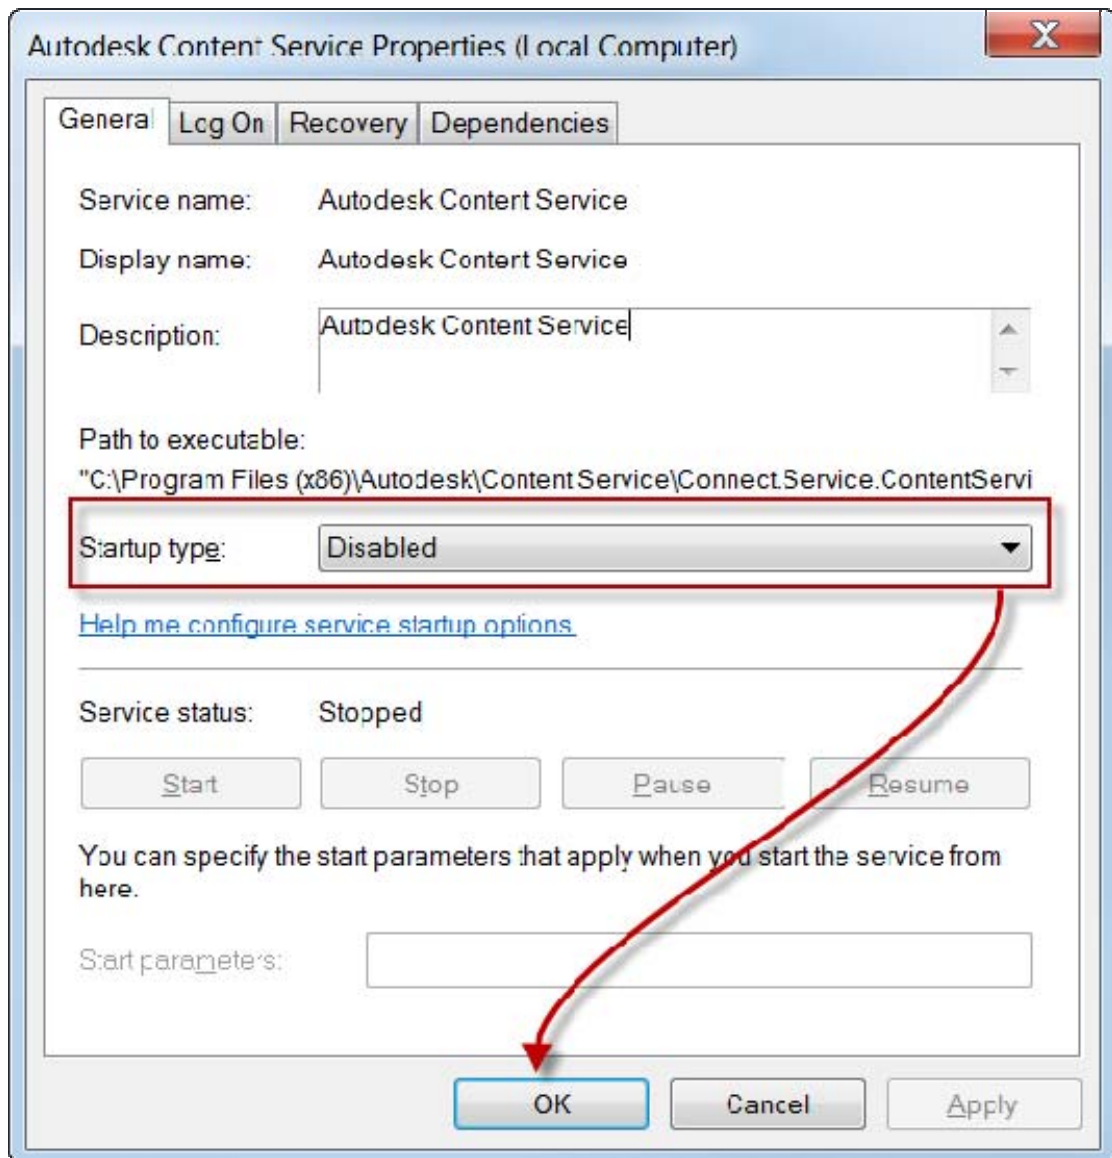 Autodesk Content Service Properties (Local Computer)
General Log On Recovery Dependencies
Service name: Autodesk Content Service
Display name: Autodesk Content Service
Description: Autodesk Content Service
Path to executable:
"C:\Program Files (x86)\Autodesk\Content Service\Connect.Service.ContentServi
Startup type: Disabled
Help me configure service startup options.
Service status: Stopped
Start Stop Pause Resume
You can specify the start parameters that apply when you start the service from
here.
Start parameters:
OK Cancel Apply